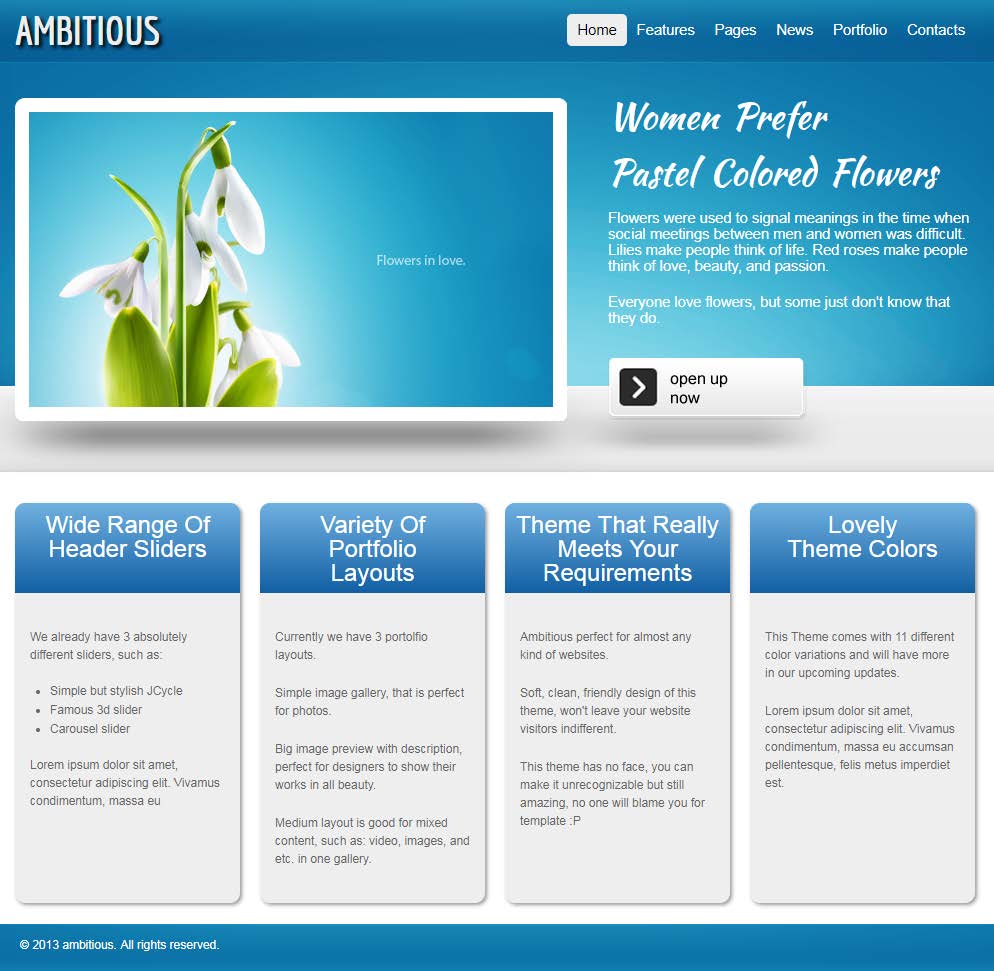 AMBITIOUS
Home Features Pages News Portfolio Contacts
Flowers in love.
Women Prefer
Pastel Colored Flowers
Flowers were used to signal meanings in the time when
social meetings between men and women was difficult.
Lilies make people think of life. Red roses make people
think of love, beauty, and passion.
Everyone love flowers, but some just don't know that
they do.
open up
now
Wide Range Of
Header Sliders
We already have 3 absolutely
different sliders, such as:
• Simple but stylish JCycle
• Famous 3d slider
• Carousel slider
Lorem ipsum dolor sit amet,
consectetur adipiscing elit. Vivamus
condimentum, massa eu
Variety Of
Portfolio
Layouts
Currently we have 3 portolfio
layouts.
Simple image gallery, that is perfect
for photos.
Big image preview with description,
perfect for designers to show their
works in all beauty.
Medium layout is good for mixed
content, such as: video, images, and
etc. in one gallery.
Theme That Really
Meets Your
Requirements
Ambitious perfect for almost any
kind of websites.
Soft, clean, friendly design of this
theme, won't leave your website
visitors indifferent.
This theme has no face, you can
make it unrecognizable but still
amazing, no one will blame you for
template :P
Lovely
Theme Colors
This Theme comes with 11 different
color variations and will have more
in our upcoming updates.
Lorem ipsum dolor sit amet,
consectetur adipiscing elit. Vivamus
condimentum, massa eu accumsan
pellentesque, felis metus imperdiet
est.
© 2013 ambitious. All rights reserved.